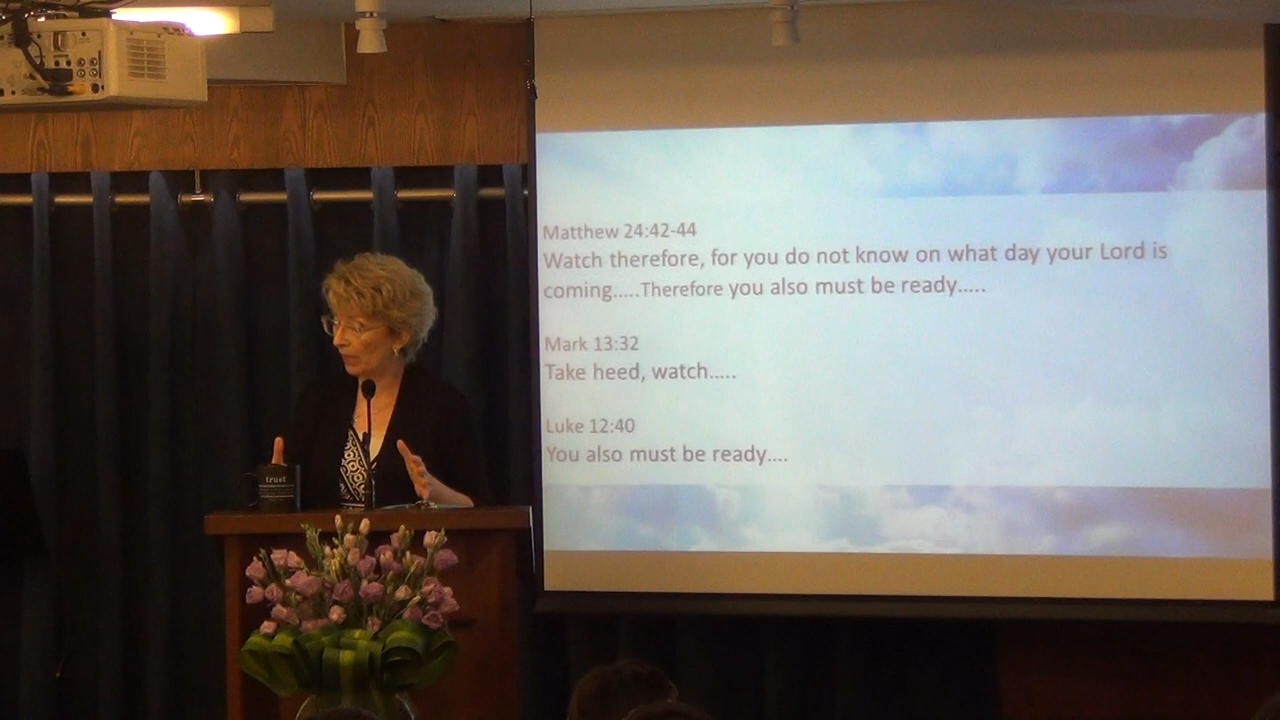 Matthew 24:42-44
Watch therefore, for you do not know on what day your Lord is
coming.....Therefore you also must be ready.....
Mark 13:32
Take heed, watch.....
Luke 12:40
You also must be ready....
trust